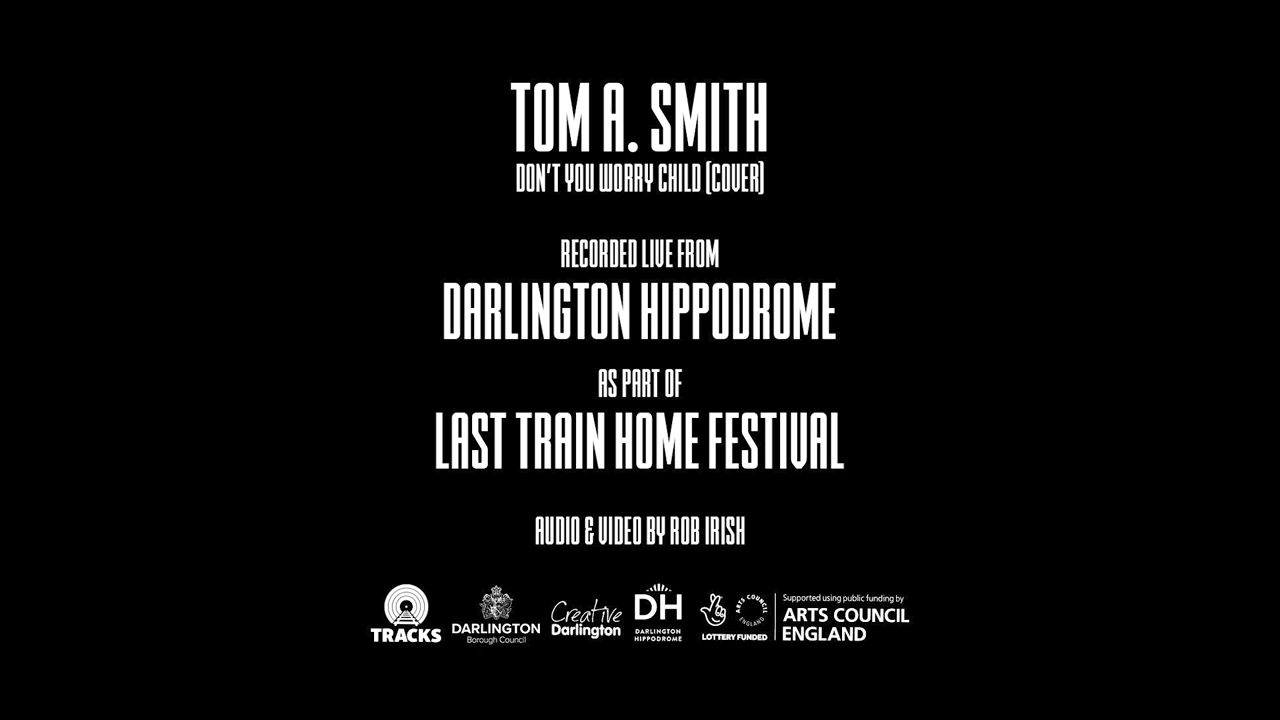 TOM A. SMITH
DON'T YOU WORRY CHILD (COVER)
RECORDED LIVE FROM
DARLINGTON HIPPODROME
AS PART OF
LAST TRAIN HOME FESTIVAL
AUDIO & VIDEO BY ROB IRISH
TRACKS
DARLINGTON
Borough Council
Creative
Darlington
DH
DARLINGTON
HIPPODROME
LOTTERY FUNDED
ARTS COUNCIL
ENGLAND
Supported using public funding by
ARTS COUNCIL
ENGLAND